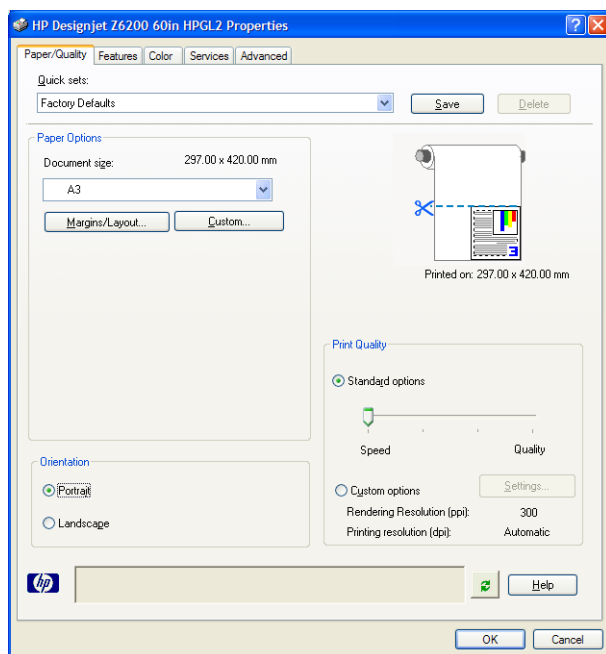 HP Designjet Z6200 60in HPGL2 Properties
Paper/Quality Features Color Services Advanced
Quick sets:
Factory Defaults
Save
Delete
Paper Options
Document size: 297.00 x 420.00 mm
A3
Margins/Layout...
Custom...
3
Printed on: 297.00 x 420.00 mm
Print Quality
Standard options
Speed
Quality
Custom options
Settings...
Rendering Resolution (ppi): 300
Printing resolution (dpi): Automatic
Orientation
Portrait
Landscape
hp
Help
OK
Cancel